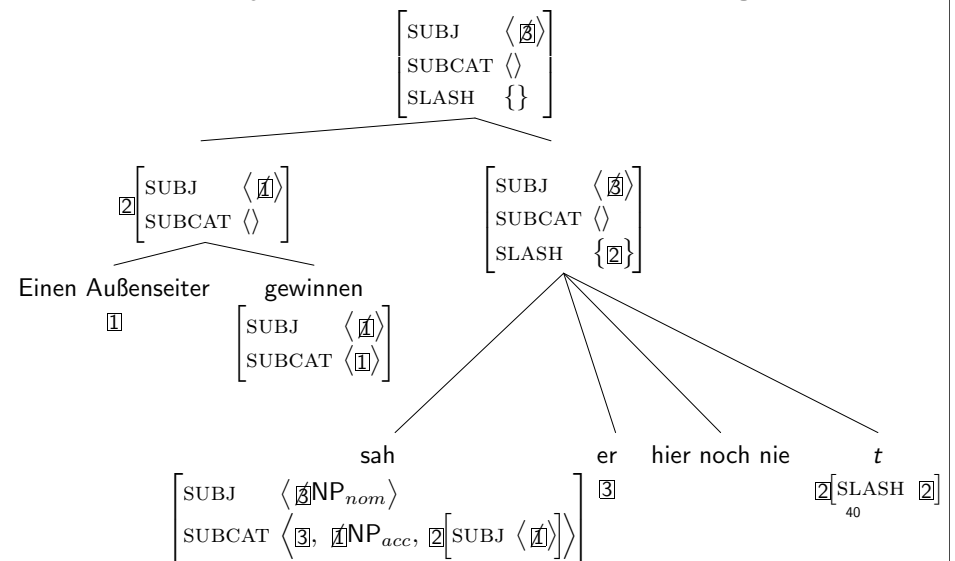 SUBJ ⟨ 3̸ ⟩
SUBCAT ⟨⟩
SLASH {}
2 SUBJ ⟨ 1̸ ⟩
SUBCAT ⟨⟩
SUBJ ⟨ 3̸ ⟩
SUBCAT ⟨⟩
SLASH { 2 }
Einen Außenseiter
1
gewinnen
SUBJ ⟨ 1̸ ⟩
SUBCAT ⟨ 1 ⟩
sah
SUBJ ⟨ 3̸ NP_nom ⟩
SUBCAT ⟨ 3, 1̸ NP_acc, 2 [SUBJ ⟨ 1̸ ⟩] ⟩
er
3
hier noch nie
t
2 [SLASH 2]
40